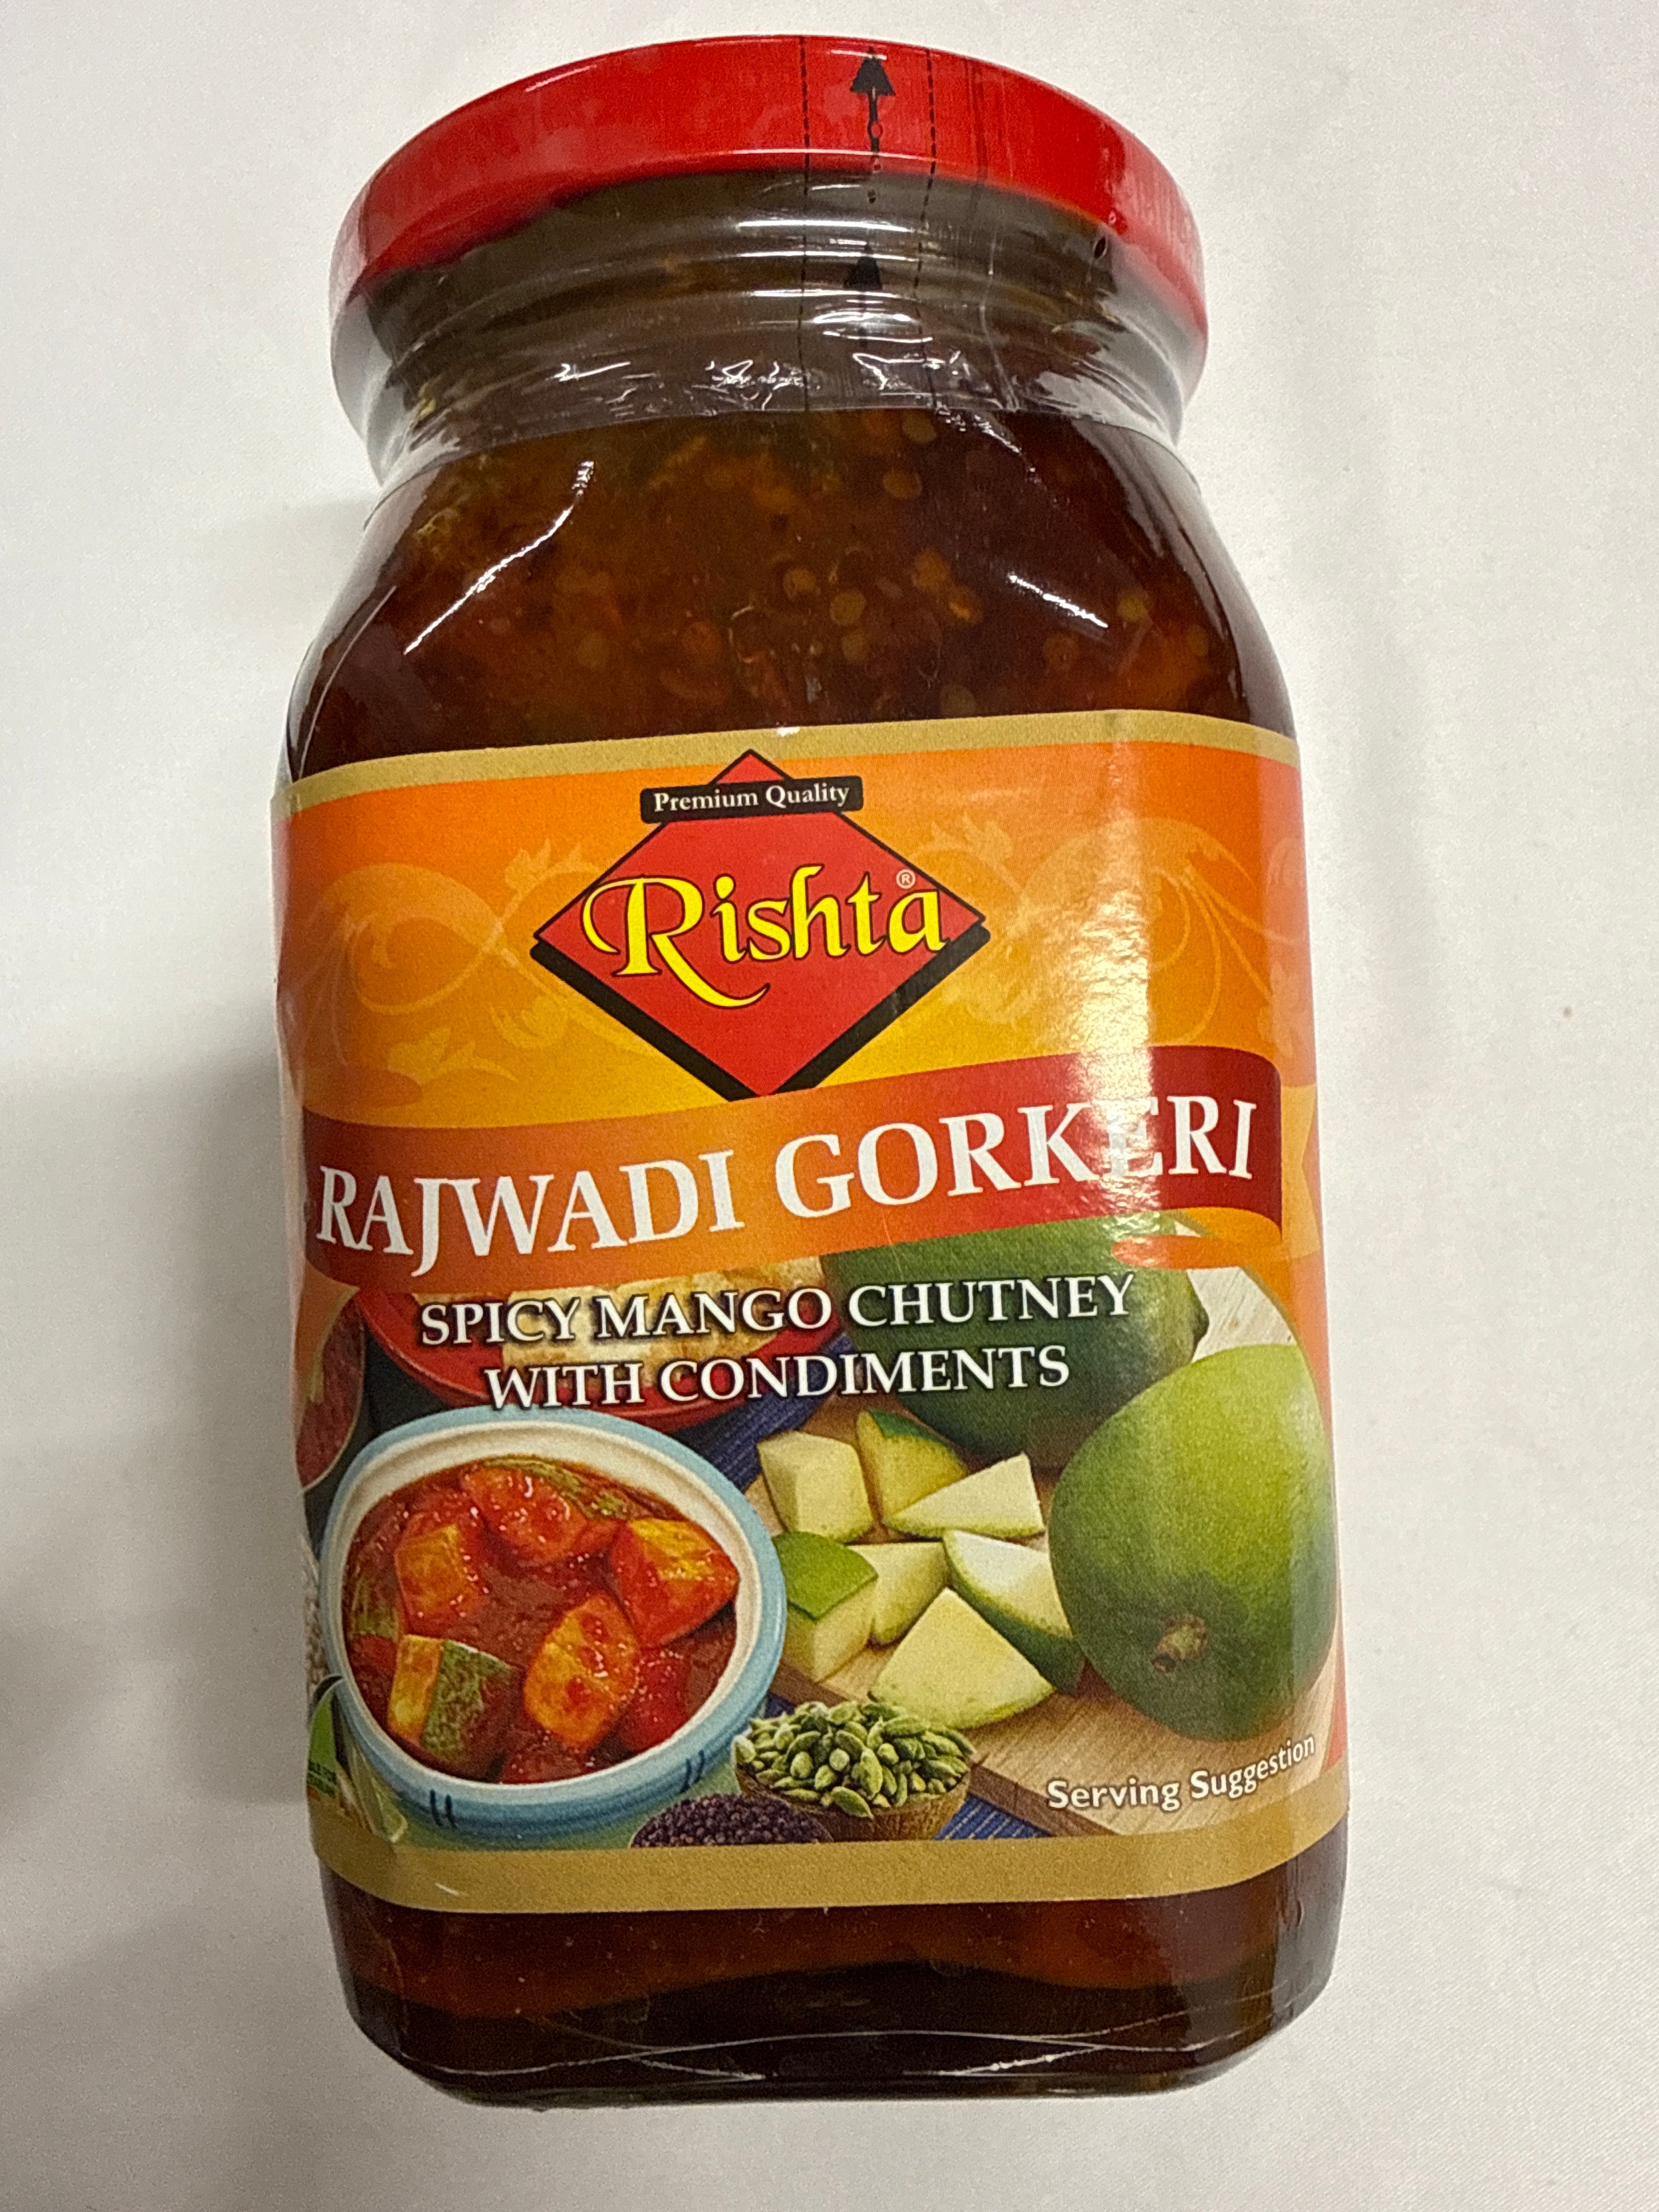 Premium Quality
Rishta®
RAJWADI GORKERI
SPICY MANGO CHUTNEY
WITH CONDIMENTS
Serving Suggestion